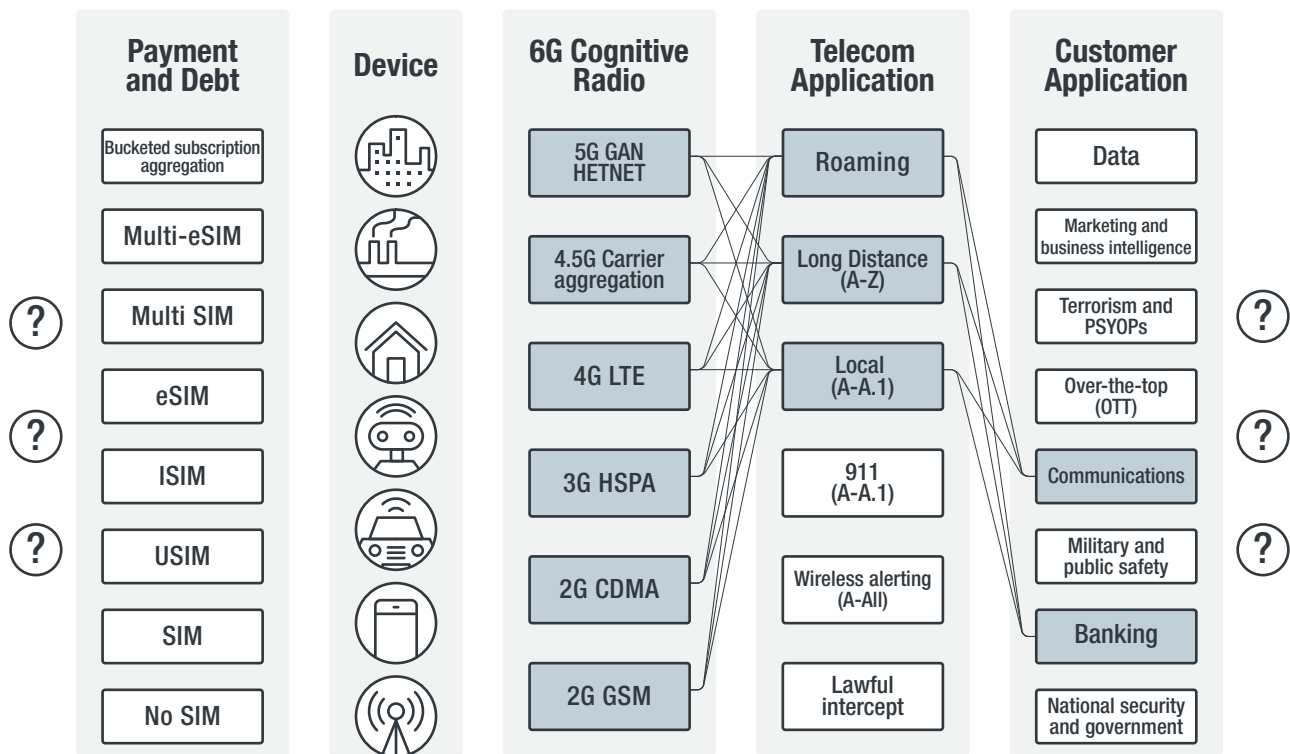 Payment
and Debt
Bucketed subscription
aggregation
Multi-eSIM
Multi SIM
eSIM
ISIM
USIM
SIM
No SIM
?
?
?
Device
6G Cognitive
Radio
5G GAN
HETNET
4.5G Carrier
aggregation
4G LTE
3G HSPA
2G CDMA
2G GSM
Telecom
Application
Roaming
Long Distance
(A-Z)
Local
(A-A.1)
911
(A-A.1)
Wireless alerting
(A-All)
Lawful
intercept
Customer
Application
Data
Marketing and
business intelligence
Terrorism and
PSYOPs
Over-the-top
(OTT)
Communications
Military and
public safety
Banking
National security
and government
?
?
?